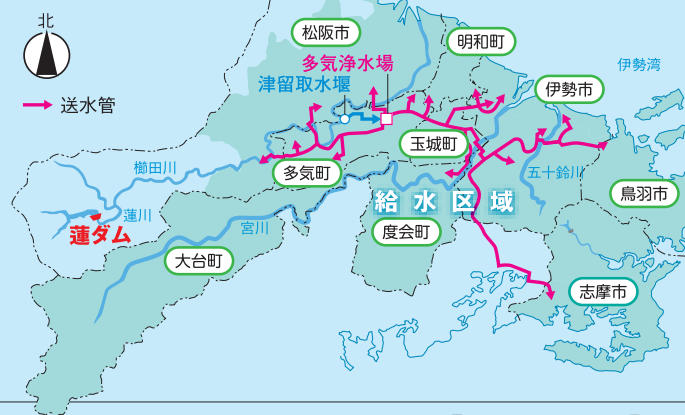 北
送水管
松阪市
明和町
多気浄水場
津留取水堰
伊勢湾
伊勢市
玉城町
櫛田川
多気町
五十鈴川
鳥羽市
給水区域
蓮川
蓮ダム
宮川
度会町
大台町
志摩市